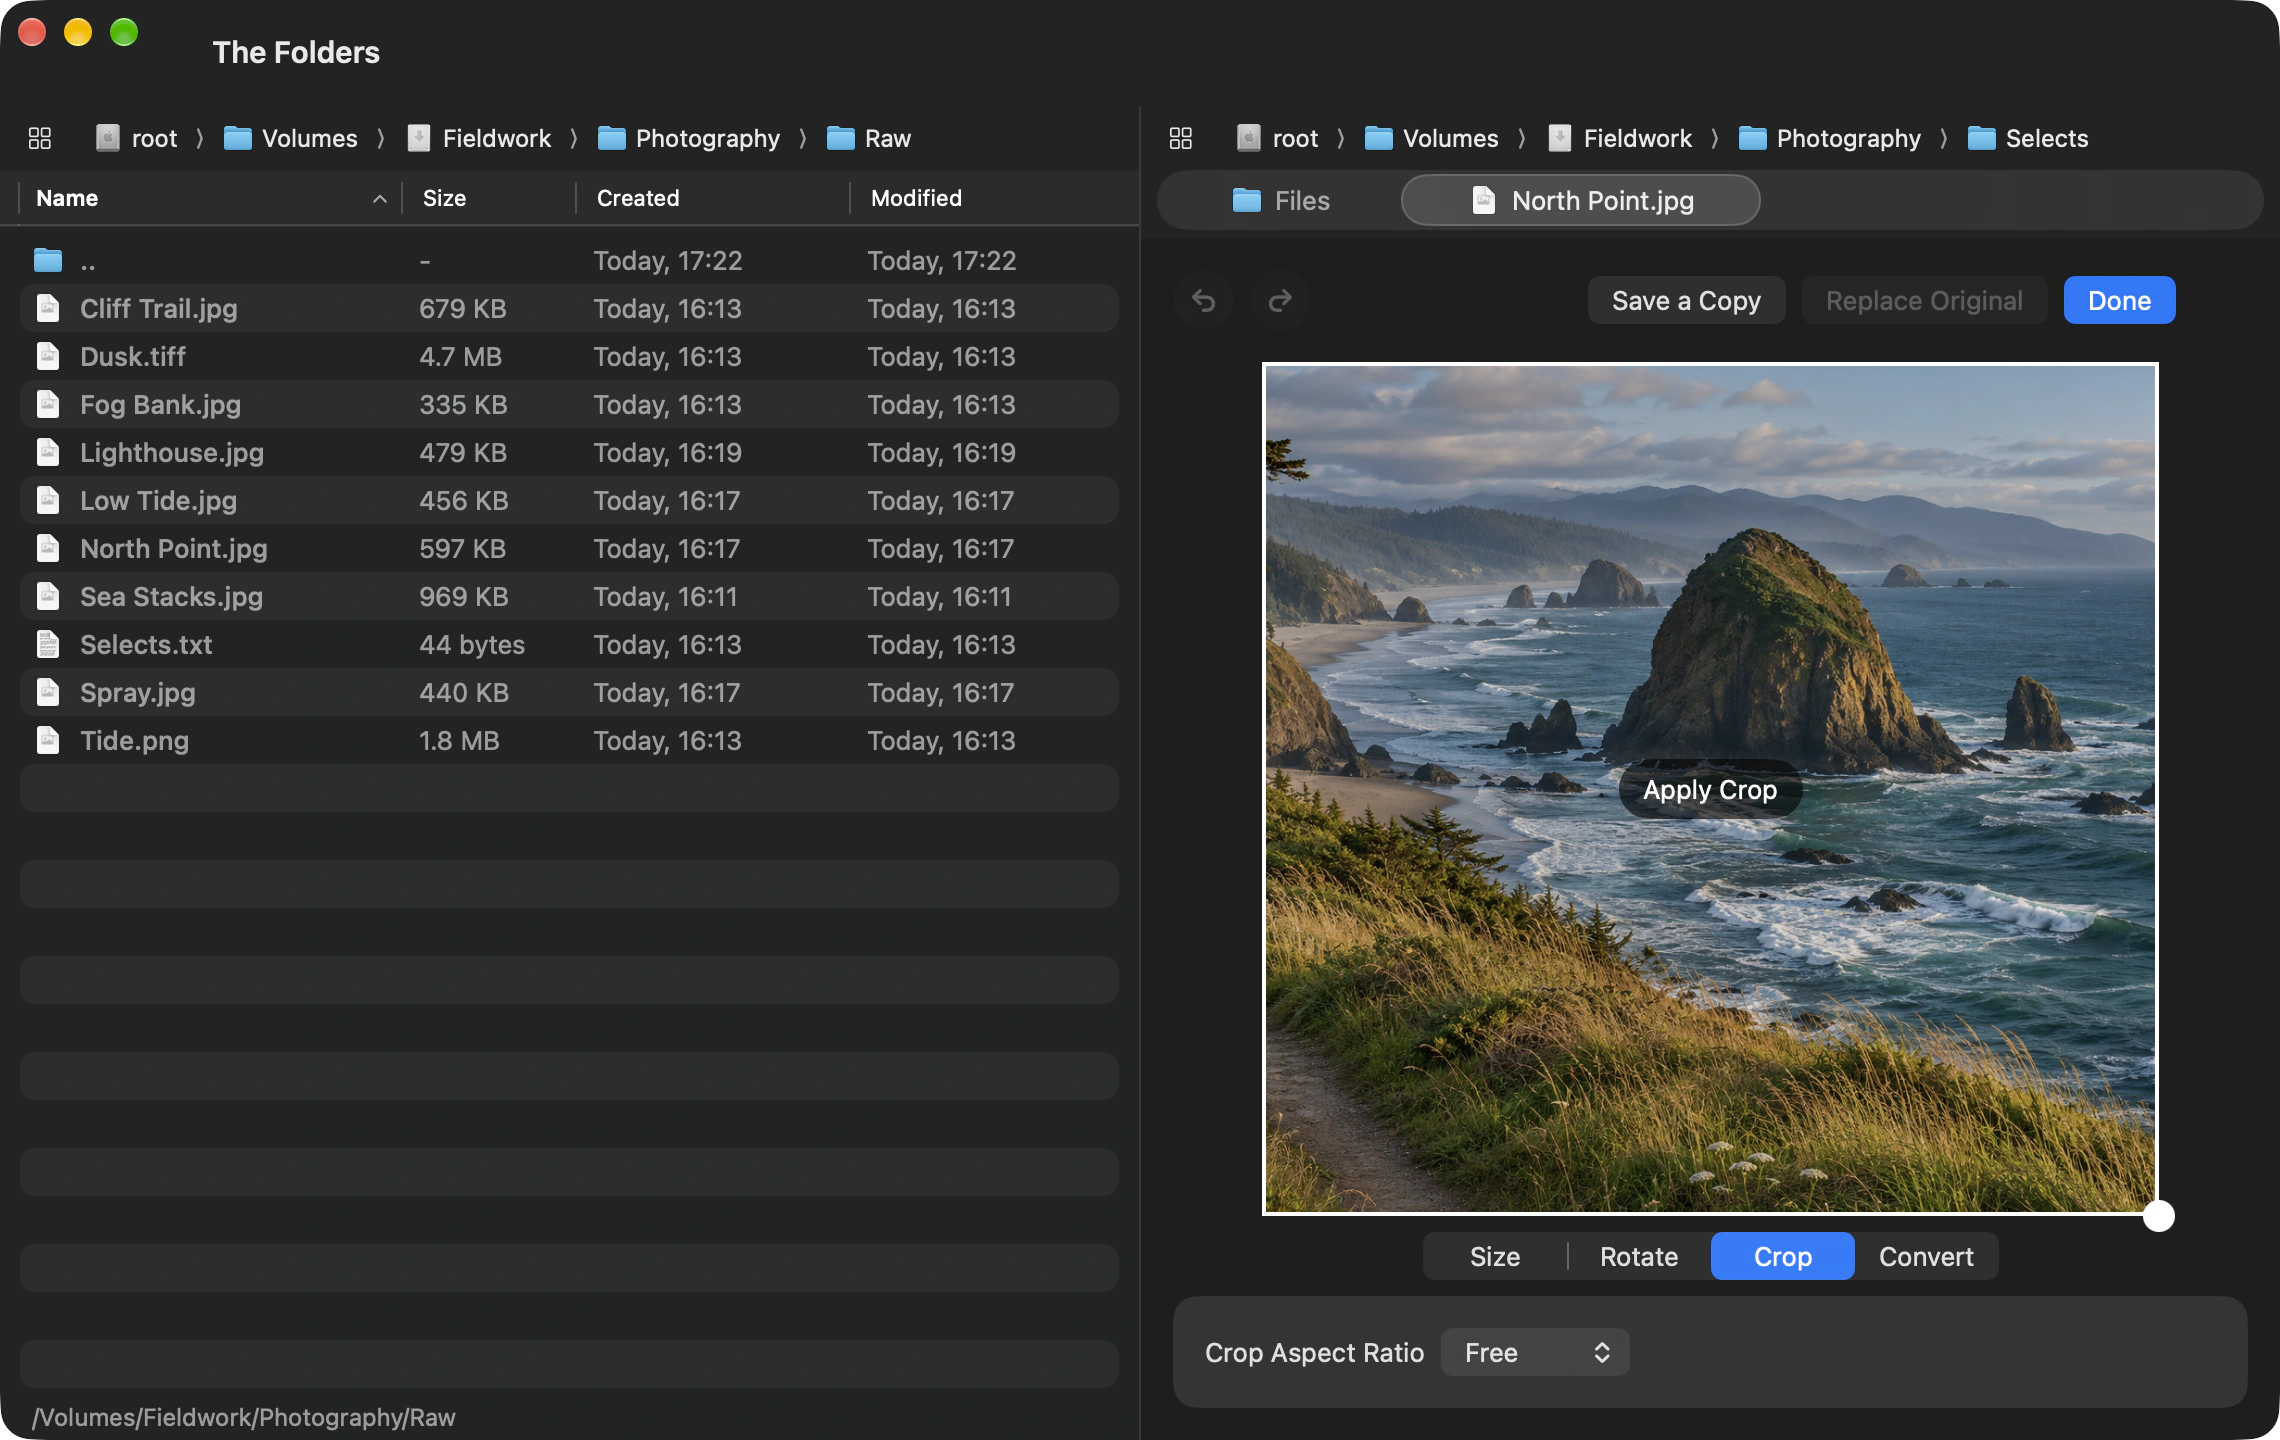 The Folders
root 〉 Volumes 〉 Fieldwork 〉 Photography 〉 Raw
Name Size Created Modified
.. - Today, 17:22 Today, 17:22
Cliff Trail.jpg 679 KB Today, 16:13 Today, 16:13
Dusk.tiff 4.7 MB Today, 16:13 Today, 16:13
Fog Bank.jpg 335 KB Today, 16:13 Today, 16:13
Lighthouse.jpg 479 KB Today, 16:19 Today, 16:19
Low Tide.jpg 456 KB Today, 16:17 Today, 16:17
North Point.jpg 597 KB Today, 16:17 Today, 16:17
Sea Stacks.jpg 969 KB Today, 16:11 Today, 16:11
Selects.txt 44 bytes Today, 16:13 Today, 16:13
Spray.jpg 440 KB Today, 16:17 Today, 16:17
Tide.png 1.8 MB Today, 16:13 Today, 16:13
/Volumes/Fieldwork/Photography/Raw
root 〉 Volumes 〉 Fieldwork 〉 Photography 〉 Selects
Files North Point.jpg
Save a Copy Replace Original Done
Apply Crop
Size Rotate Crop Convert
Crop Aspect Ratio Free